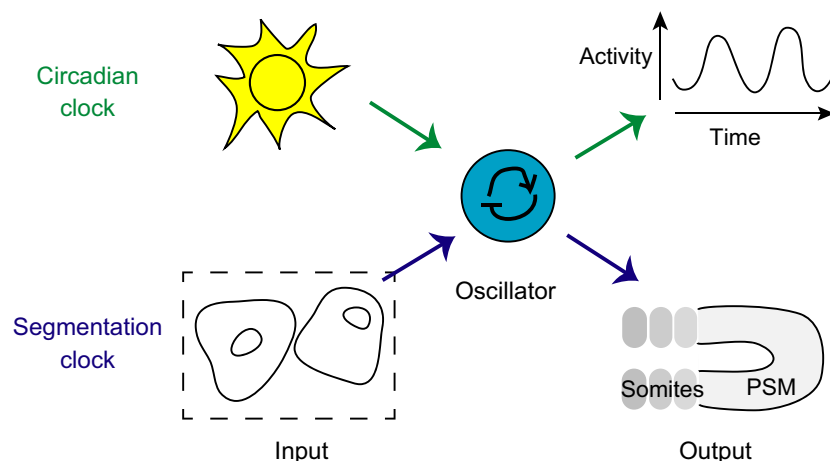 Circadian
clock
Activity
Time
Oscillator
Segmentation
clock
Somites
PSM
Input
Output